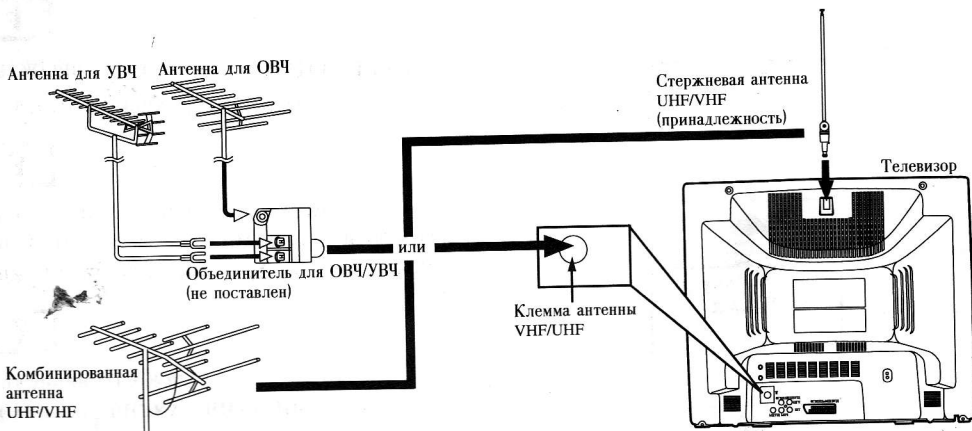 Антенна для УВЧ
Антенна для ОВЧ
Стержневая антенна
UHF/VHF
(принадлежность)
Телевизор
или
Объединитель для ОВЧ/УВЧ
(не поставлен)
Клемма антенны
VHF/UHF
Комбинированная
антенна
UHF/VHF